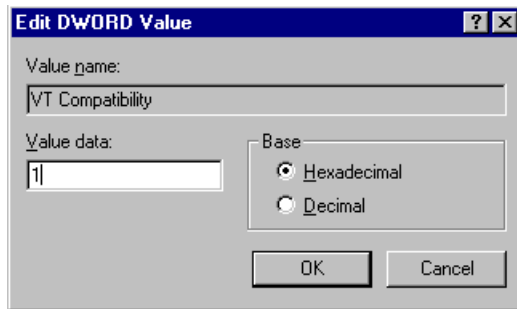 Edit DWORD Value
Value name:
VT Compatibility
Value data:
1
Base
Hexadecimal
Decimal
OK
Cancel